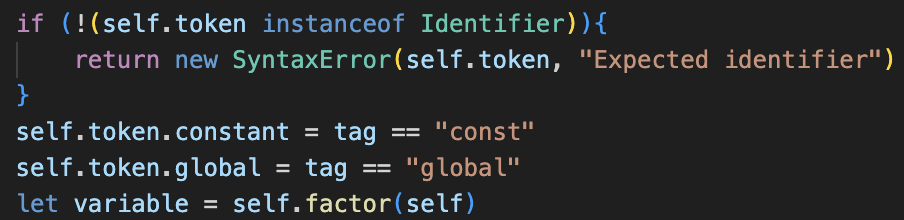 if (!(self.token instanceof Identifier)){
    return new SyntaxError(self.token, "Expected identifier")
}
self.token.constant = tag == "const"
self.token.global = tag == "global"
let variable = self.factor(self)